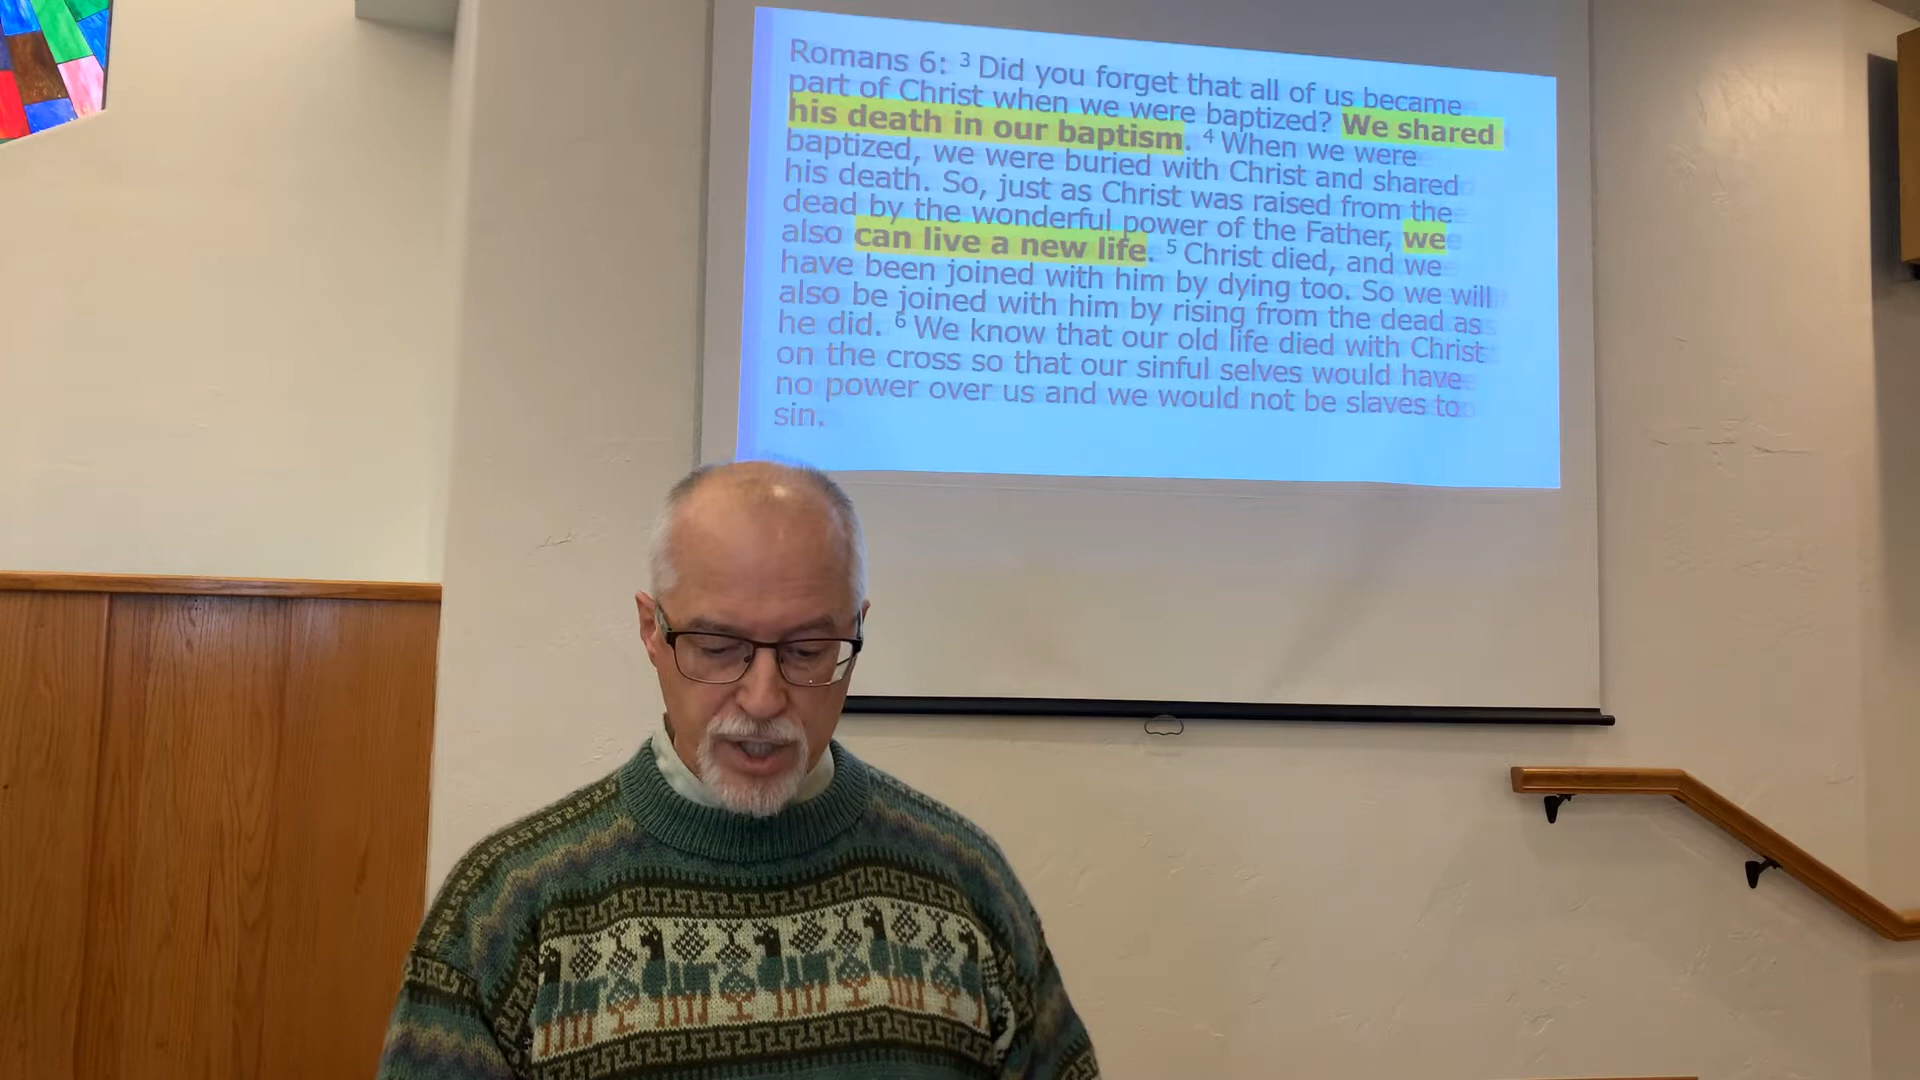 Romans 6: 3 Did you forget that all of us became
part of Christ when we were baptized? We shared
his death in our baptism. 4 When we were
baptized, we were buried with Christ and shared
his death. So, just as Christ was raised from the
dead by the wonderful power of the Father, we
also can live a new life. 5 Christ died, and we
have been joined with him by dying too. So we will
also be joined with him by rising from the dead as
he did. 6 We know that our old life died with Christ
on the cross so that our sinful selves would have
no power over us and we would not be slaves to
sin.